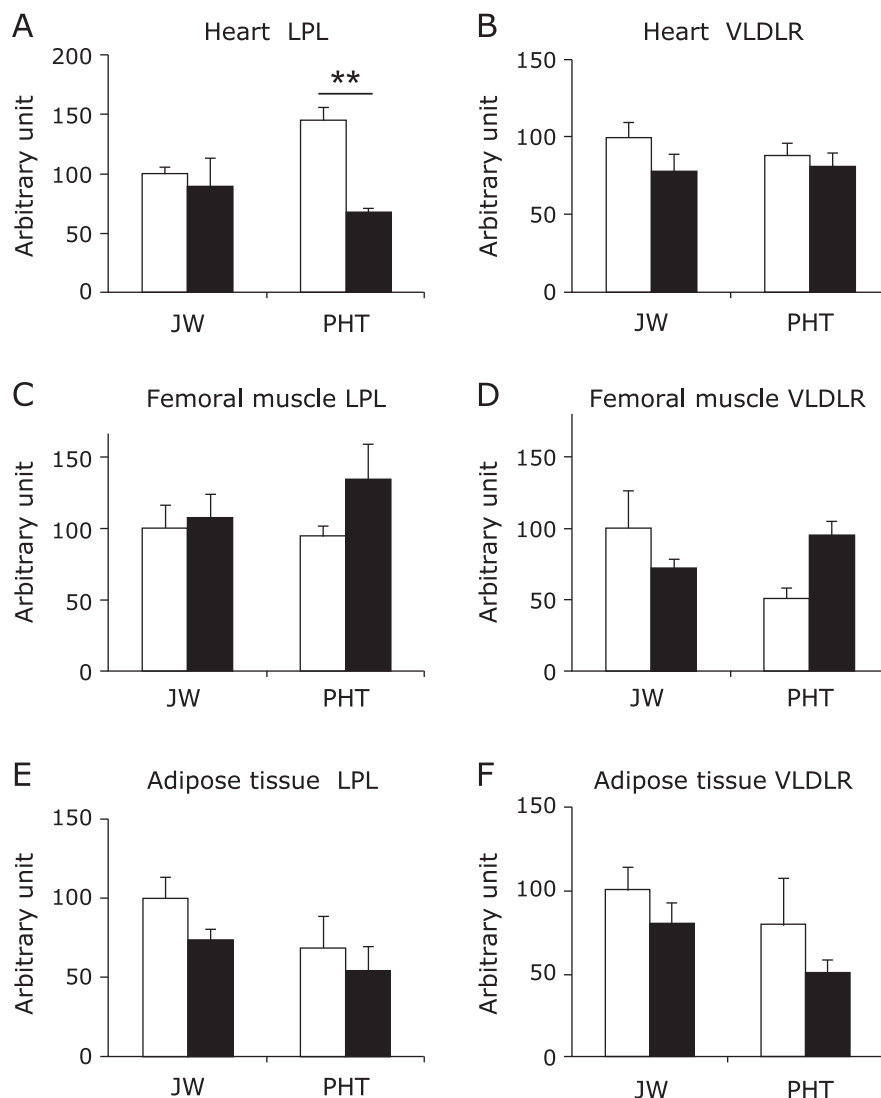 A
Heart LPL
Arbitrary unit
200
150
100
50
0
**
JW
PHT
B
Heart VLDLR
Arbitrary unit
150
100
50
0
JW
PHT
C
Femoral muscle LPL
Arbitrary unit
150
100
50
0
JW
PHT
D
Femoral muscle VLDLR
Arbitrary unit
150
100
50
0
JW
PHT
E
Adipose tissue LPL
Arbitrary unit
150
100
50
0
JW
PHT
F
Adipose tissue VLDLR
Arbitrary unit
150
100
50
0
JW
PHT